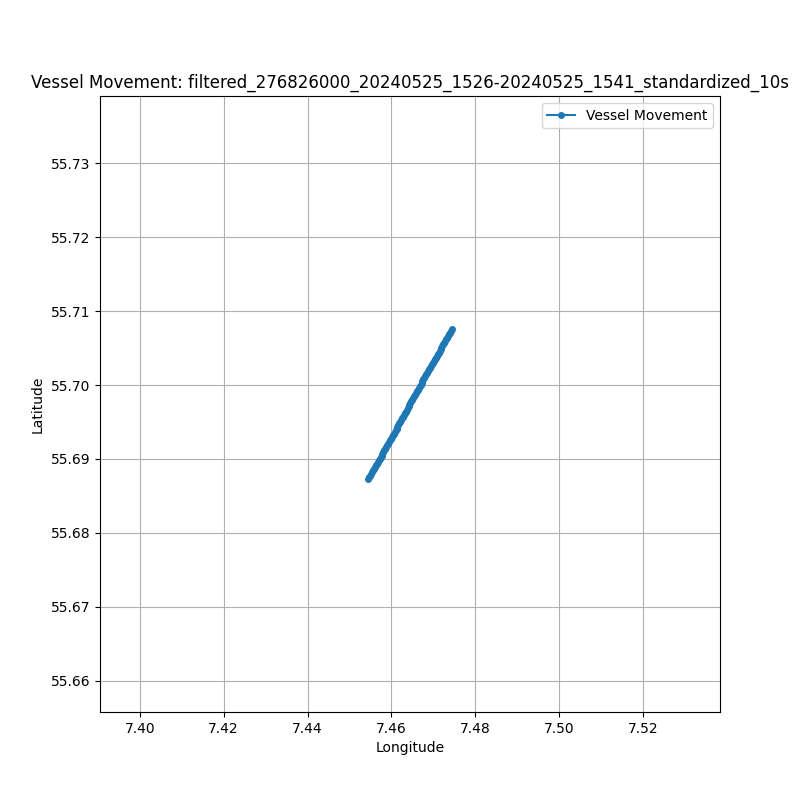 Vessel Movement: filtered_276826000_20240525_1526-20240525_1541_standardized_10s
Vessel Movement
55.73
55.72
55.71
55.70
55.69
55.68
55.67
55.66
Latitude
7.40 7.42 7.44 7.46 7.48 7.50 7.52
Longitude